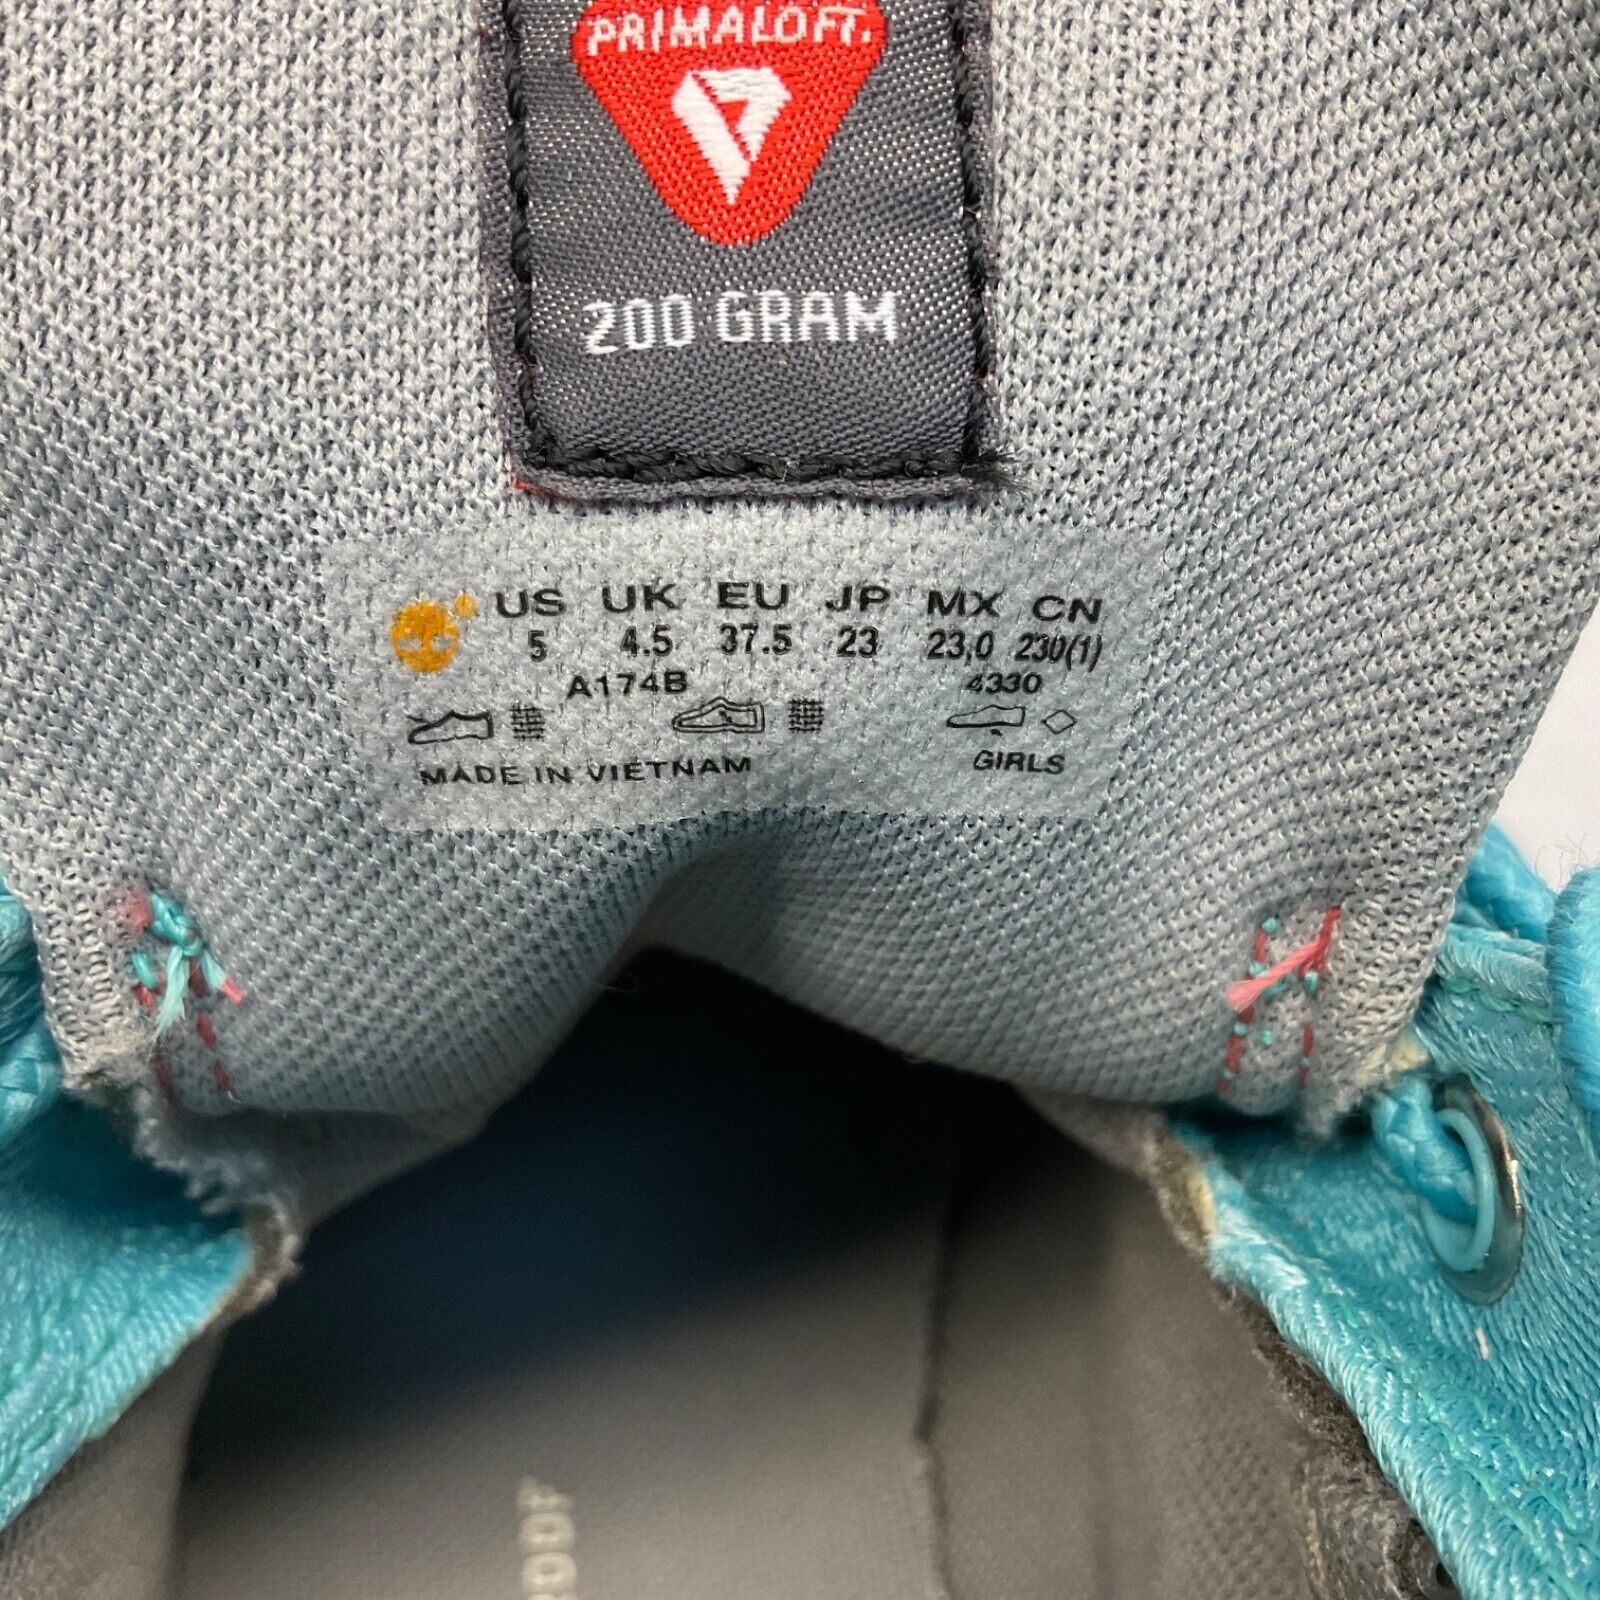 PRIMALOFT.
200 GRAM
US UK EU JP MX CN
5 4.5 37.5 23 23,0 230(1)
A174B 4330
MADE IN VIETNAM GIRLS